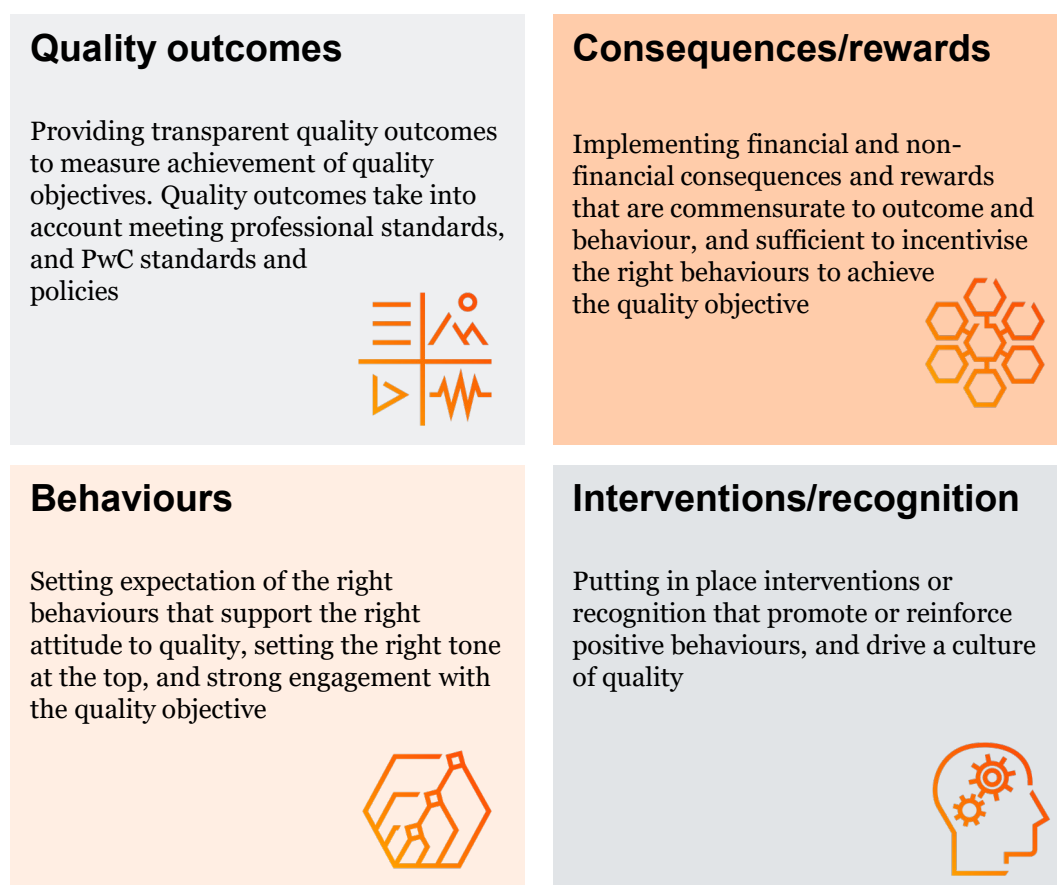 Quality outcomes
Providing transparent quality outcomes
to measure achievement of quality
objectives. Quality outcomes take into
account meeting professional standards,
and PwC standards and
policies
Consequences/rewards
Implementing financial and non-
financial consequences and rewards
that are commensurate to outcome and
behaviour, and sufficient to incentivise
the right behaviours to achieve
the quality objective
Behaviours
Setting expectation of the right
behaviours that support the right
attitude to quality, setting the right tone
at the top, and strong engagement with
the quality objective
Interventions/recognition
Putting in place interventions or
recognition that promote or reinforce
positive behaviours, and drive a culture
of quality